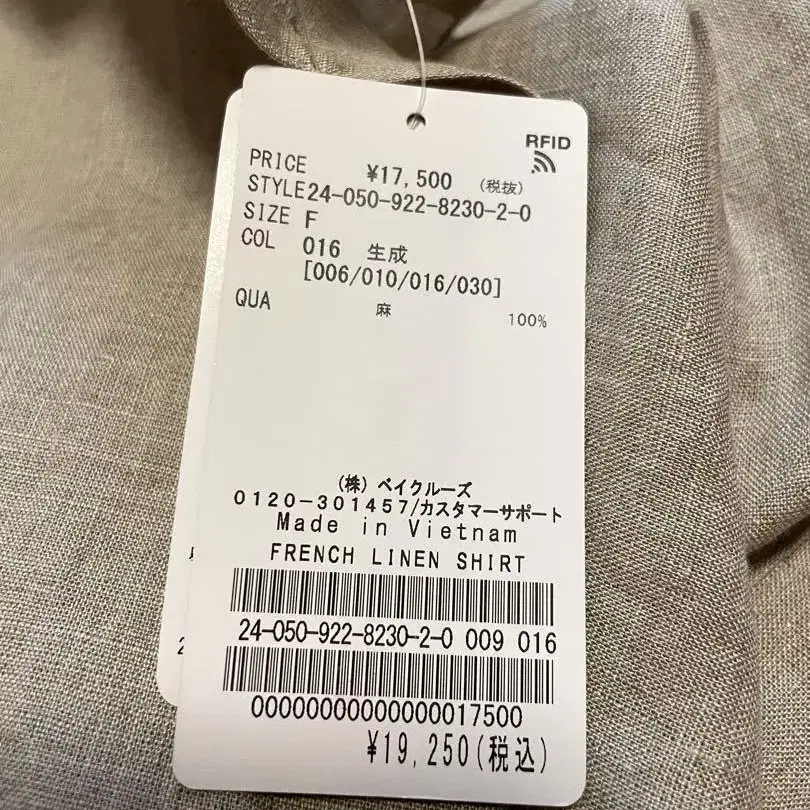 RFID
PRICE ¥17,500 (税抜)
STYLE24-050-922-8230-2-0
SIZE F
COL 016 生成
[006/010/016/030]
QUA 麻 100%
(株) ベイクルーズ
0120-301457/カスタマーサポート
Made in Vietnam
FRENCH LINEN SHIRT
24-050-922-8230-2-0 009 016
00000000000000017500
¥19,250(税込)